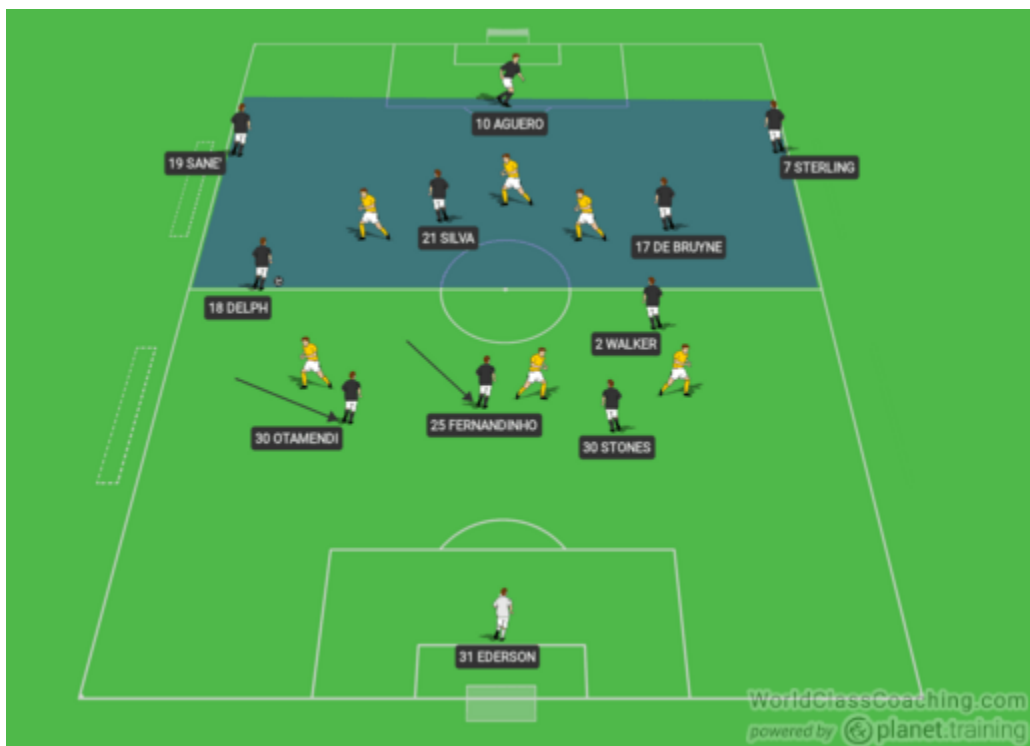 10 AGUERO
19 SANE'
7 STERLING
21 SILVA
17 DE BRUYNE
18 DELPH
2 WALKER
30 OTAMENDI
25 FERNANDINHO
30 STONES
31 EDERSON
WorldClassCoaching.com
powered by planet.training